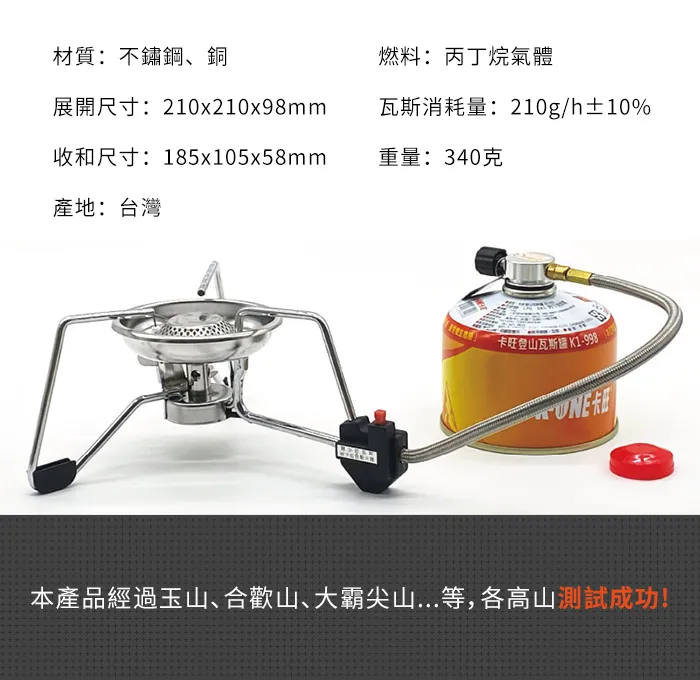 材質：不鏽鋼、銅
燃料：丙丁烷氣體
展開尺寸：210x210x98mm
瓦斯消耗量：210g/h±10%
收和尺寸：185x105x58mm
重量：340克
產地：台灣
卡旺登山瓦斯罐 K1-998
K-ONE卡旺
本產品經過玉山、合歡山、大霸尖山...等，各高山測試成功!